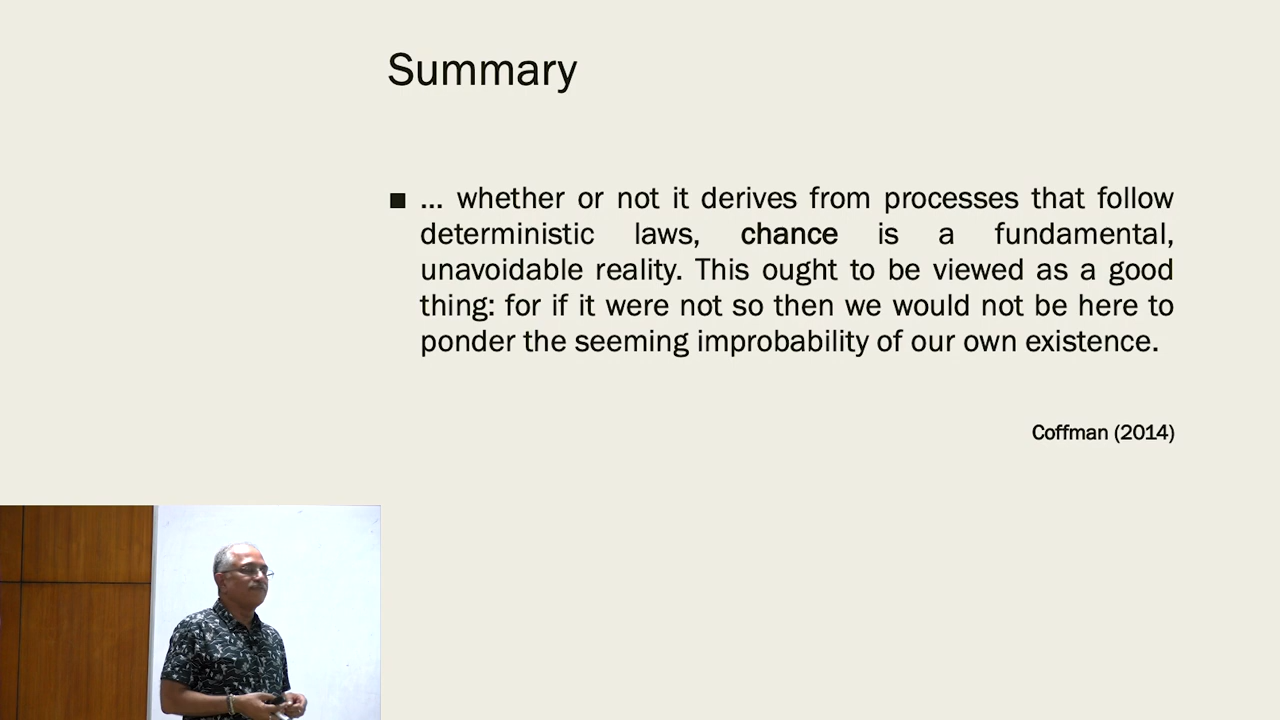 Summary
■ ... whether or not it derives from processes that follow
deterministic laws, chance is a fundamental,
unavoidable reality. This ought to be viewed as a good
thing: for if it were not so then we would not be here to
ponder the seeming improbability of our own existence.
Coffman (2014)